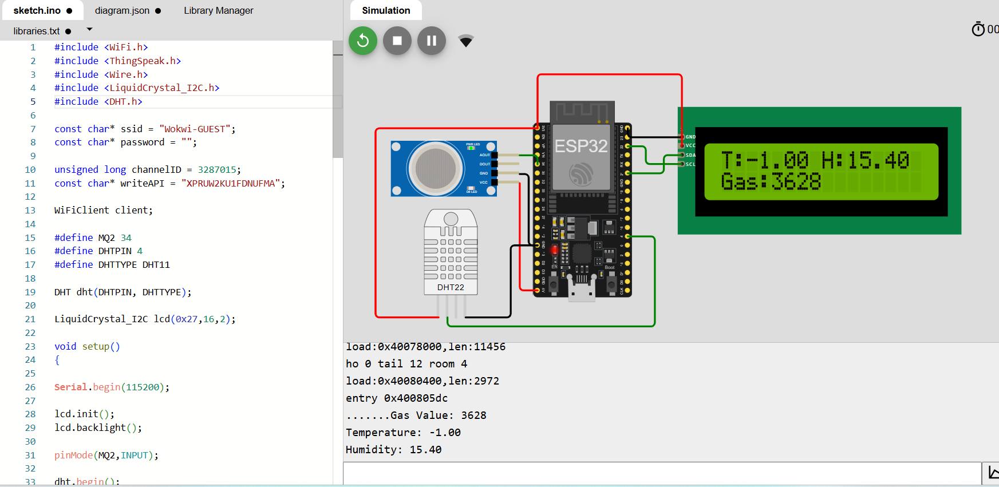 sketch.ino ●
diagram.json ●
Library Manager
libraries.txt ●
1 #include <WiFi.h>
2 #include <ThingSpeak.h>
3 #include <Wire.h>
4 #include <LiquidCrystal_I2C.h>
5 #include <DHT.h>
6
7 const char* ssid = "Wokwi-GUEST";
8 const char* password = "";
9
10 unsigned long channelID = 3287015;
11 const char* writeAPI = "XPRUW2KU1FDNUFMA";
12
13 WiFiClient client;
14
15 #define MQ2 34
16 #define DHTPIN 4
17 #define DHTTYPE DHT11
18
19 DHT dht(DHTPIN, DHTTYPE);
20
21 LiquidCrystal_I2C lcd(0x27,16,2);
22
23 void setup()
24 {
25
26 Serial.begin(115200);
27
28 lcd.init();
29 lcd.backlight();
30
31 pinMode(MQ2,INPUT);
32
33 dht.begin();
Simulation
00
PWR LED
AOUT
DOUT
GND
VCC
D0 LED
DHT22
ESP32
EN
Boot
GND
VCC
SDA
SCL
T:-1.00 H:15.40
Gas:3628
load:0x40078000,len:11456
ho 0 tail 12 room 4
load:0x40080400,len:2972
entry 0x400805dc
.......Gas Value: 3628
Temperature: -1.00
Humidity: 15.40